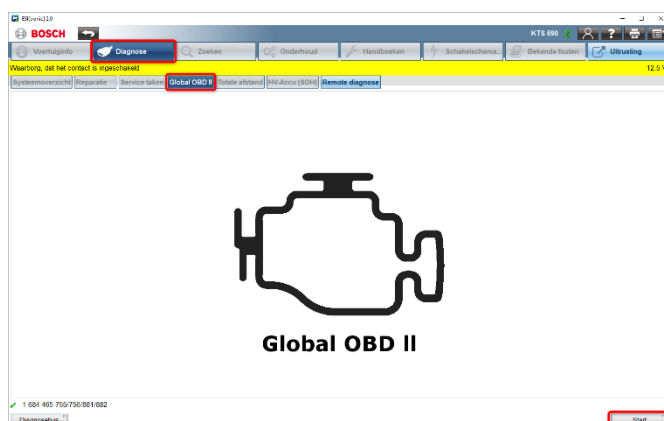 ESI[tronic] 2.0
BOSCH KTS 590 ?
Voertuiginfo Diagnose Zoeken Onderhoud Handboeken Schakelschema... Bekende fouten Uitrusting
Waarborg, dat het contact is ingeschakeld 12.5 V
Systeemoverzicht Reparatie Service taken Global OBD II Totale afstand HV-Accu (SOH) Remote diagnose
Global OBD II
1 684 465 755/756/881/882
Diagnosebus Start